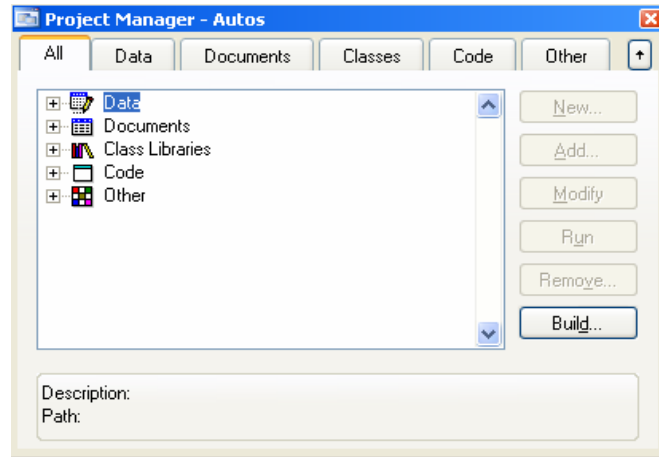 Project Manager - Autos
All Data Documents Classes Code Other
Data
Documents
Class Libraries
Code
Other
New...
Add...
Modify
Run
Remove...
Build...
Description:
Path: